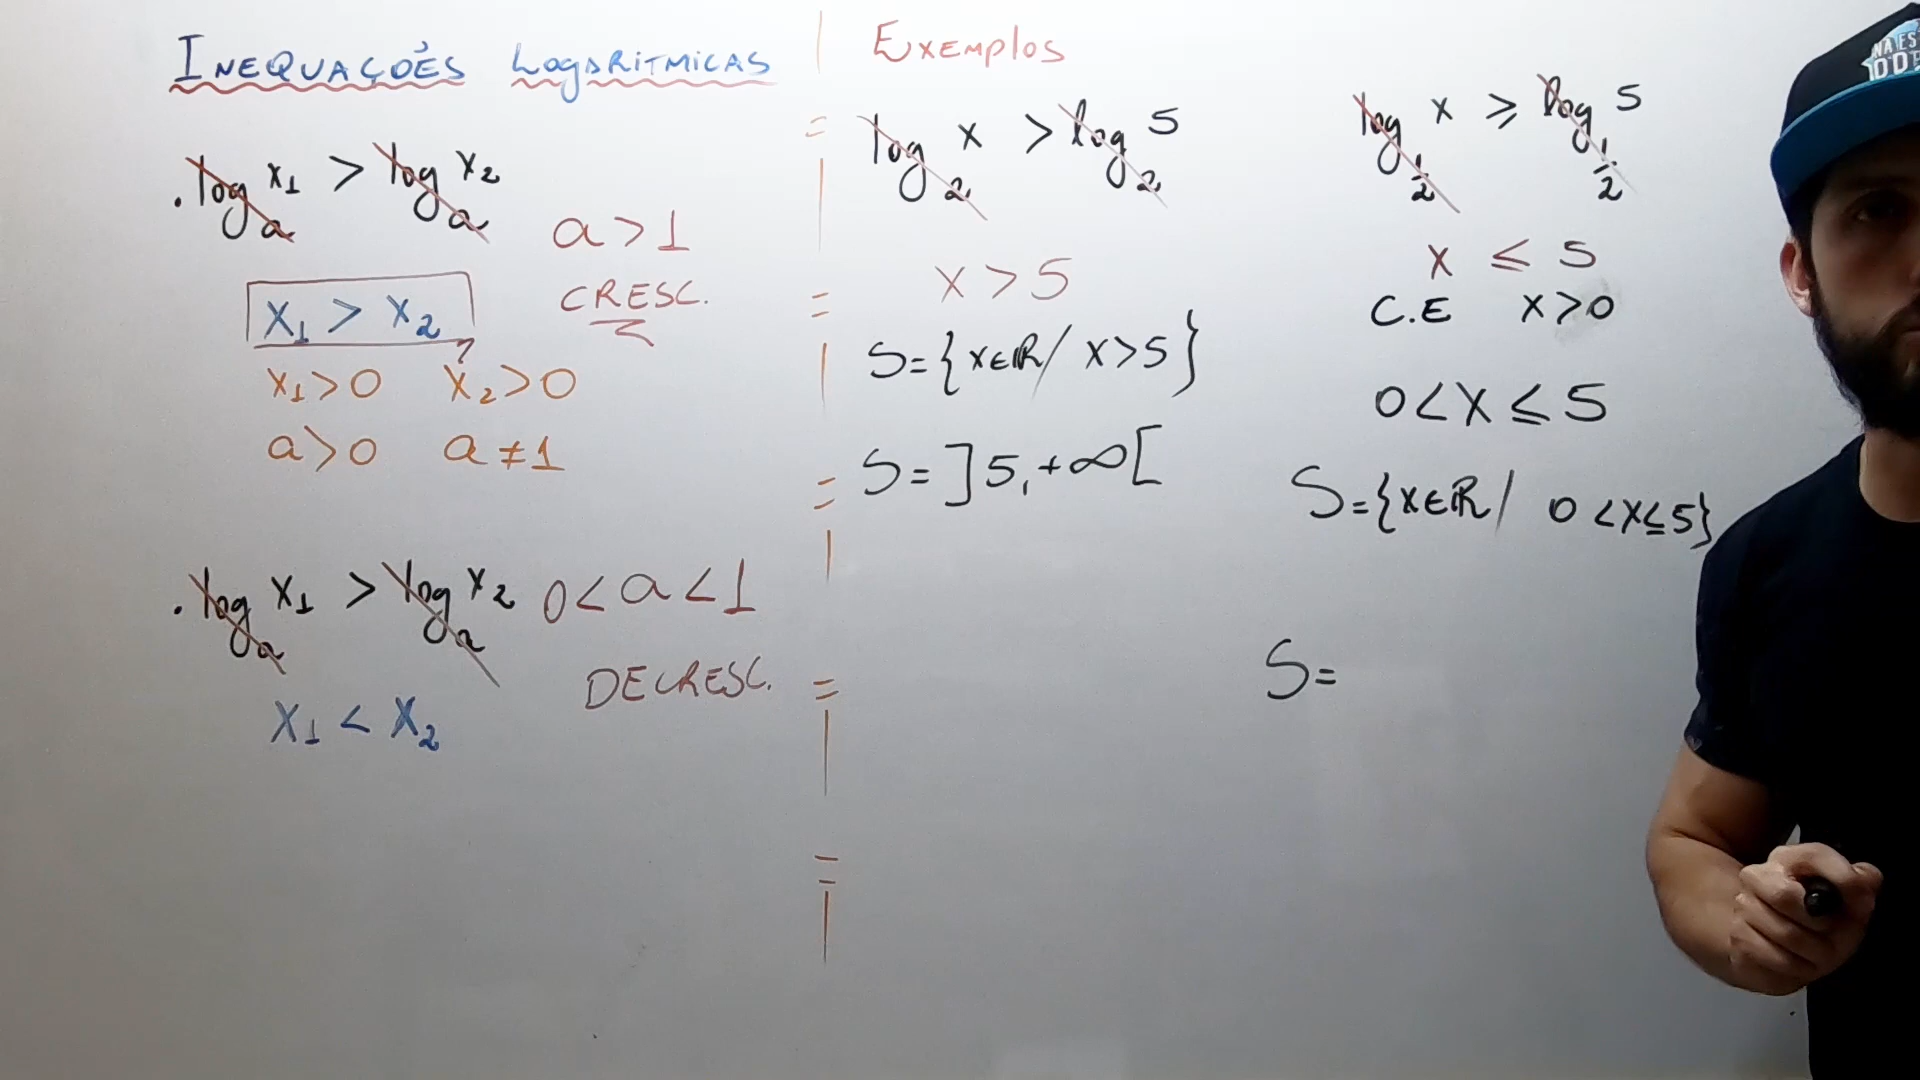 INEQUAÇÕES LOGARITMICAS
. log_a x₁ > log_a x₂
a > 1
CRESC.
x₁ > x₂
x₁ > 0 x₂ > 0
a > 0 a ≠ 1
. log_a x₁ > log_a x₂ 0 < a < 1
DECRESC.
x₁ < x₂
EXEMPLOS
log₂ x > log₂ 5
x > 5
S = {x ∈ ℝ / x > 5}
S = ]5, +∞[
log_1/2 x ⩾ log_1/2 5
x ≤ 5
C.E x > 0
0 < x ≤ 5
S = {x ∈ ℝ / 0 < x ≤ 5}
S =